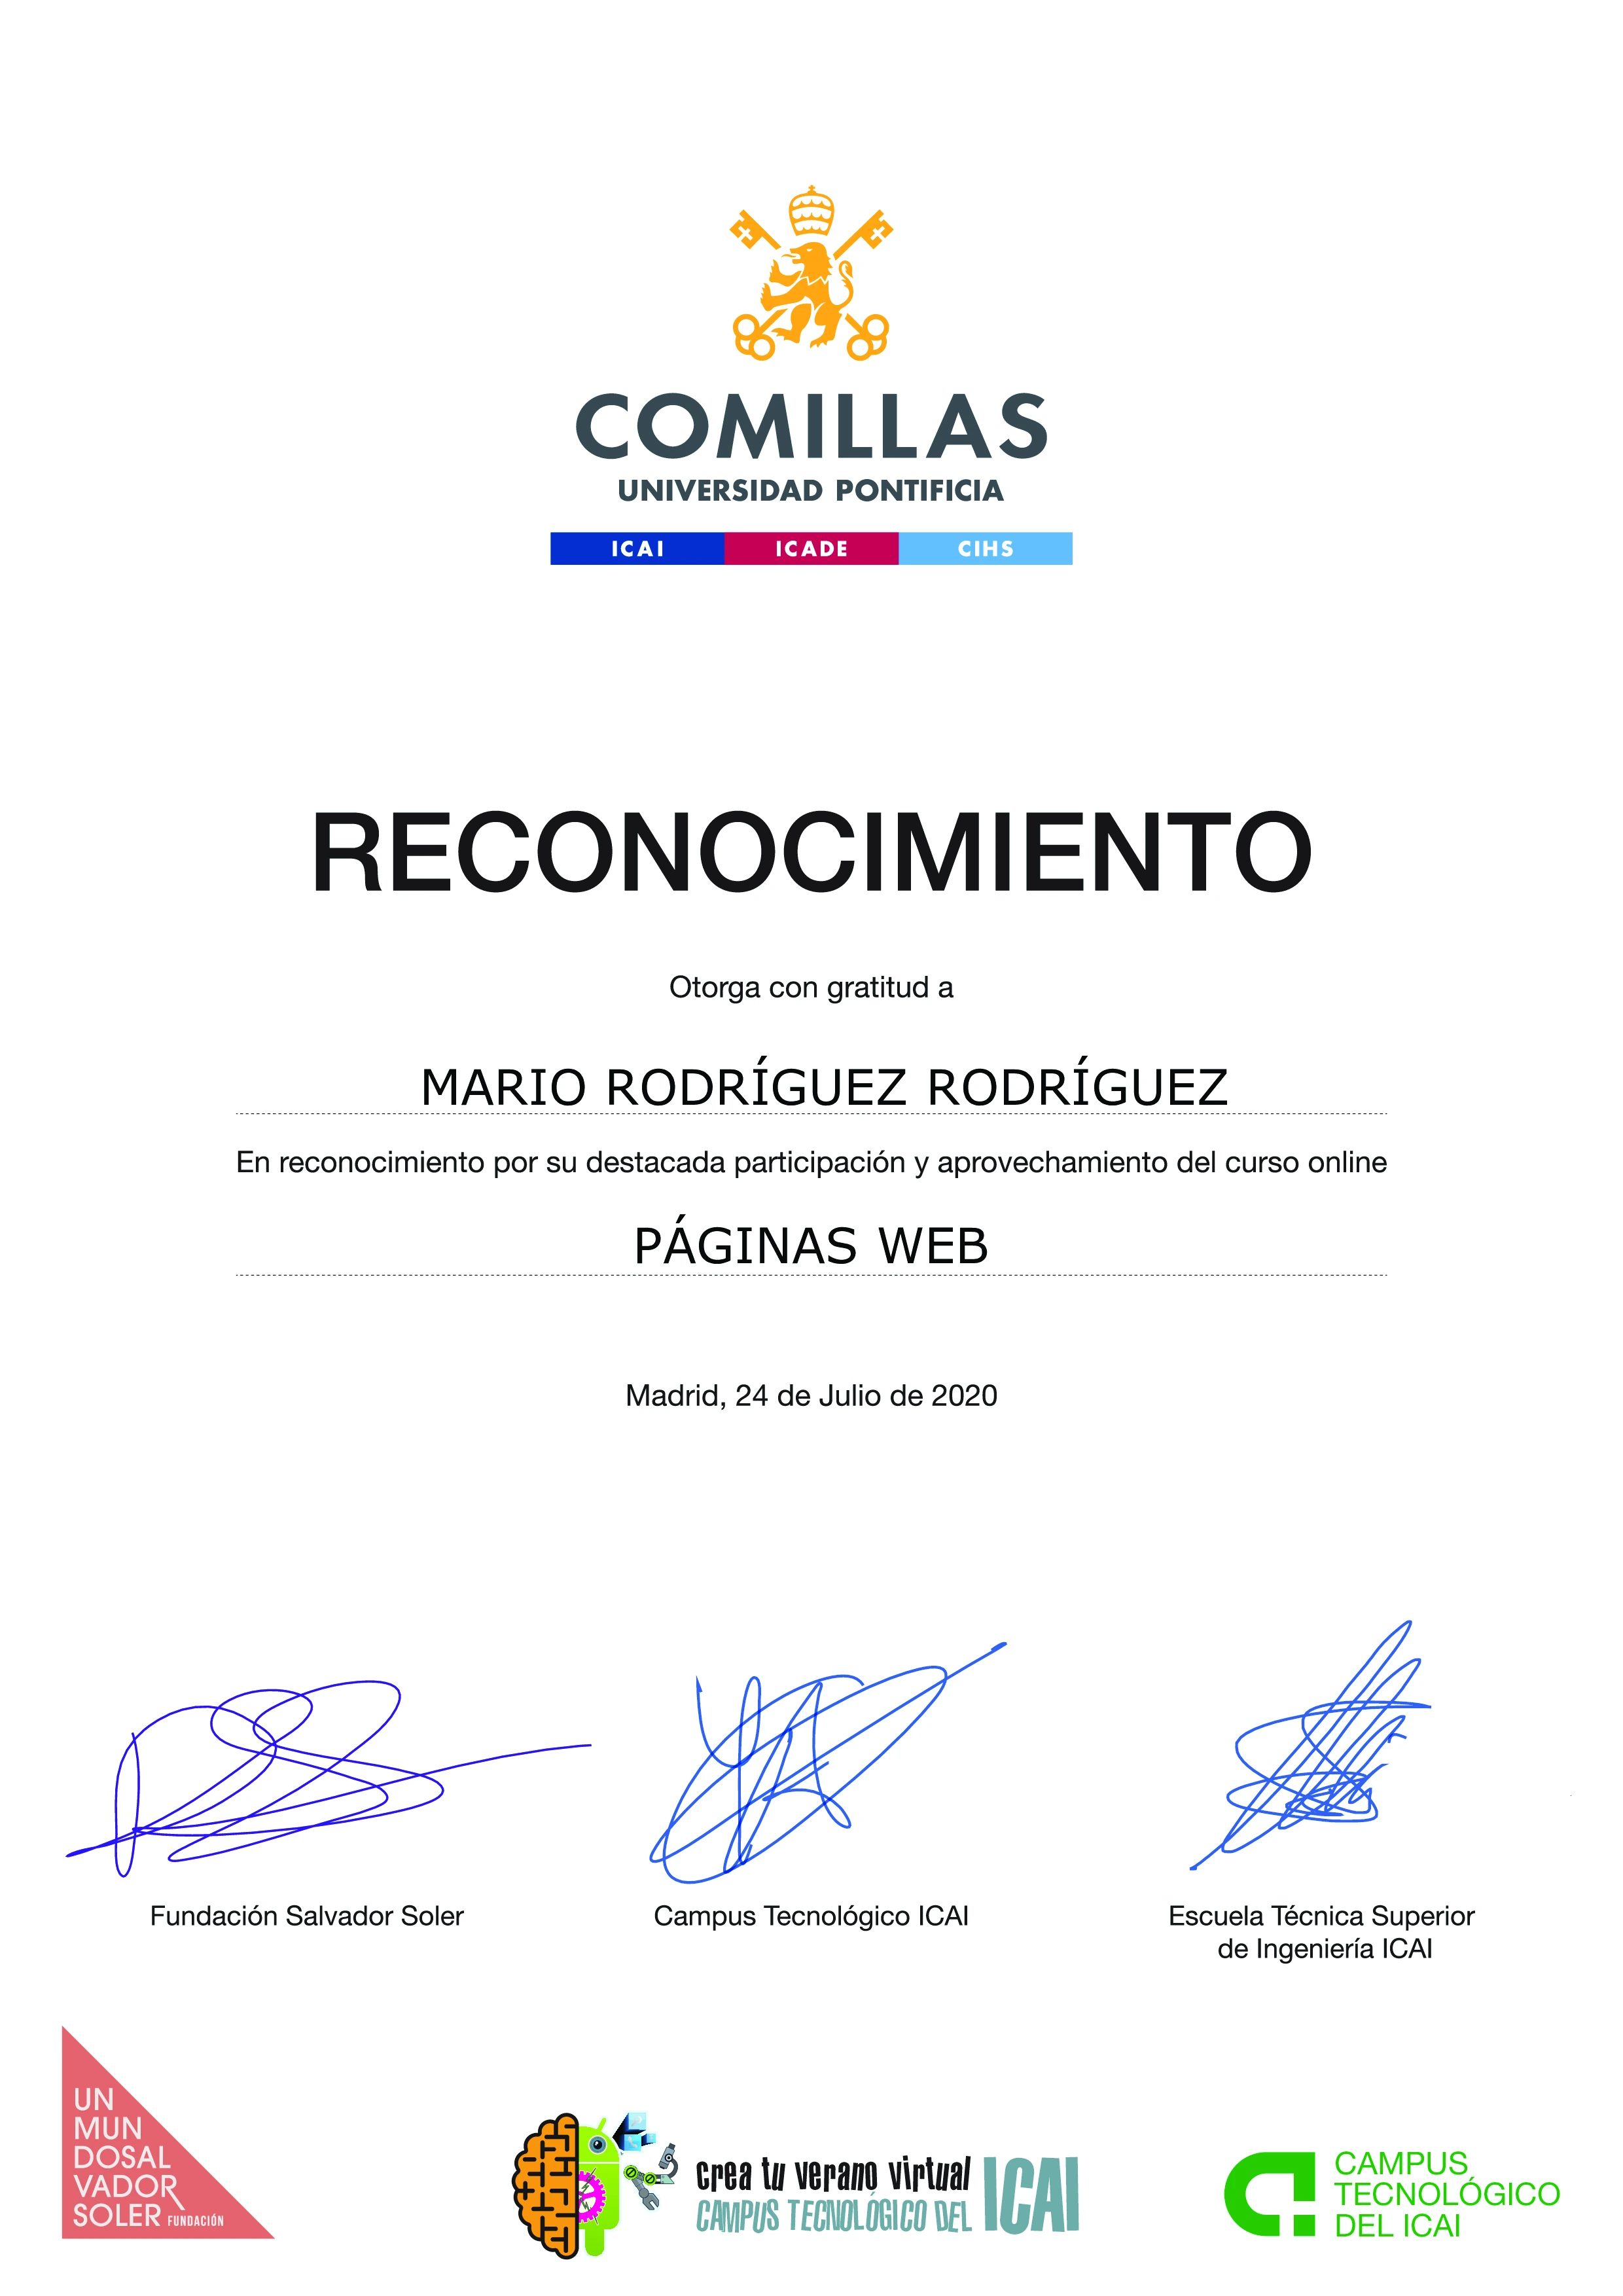 COMILLAS
UNIVERSIDAD PONTIFICIA
ICAI ICADE CIHS
RECONOCIMIENTO
Otorga con gratitud a
MARIO RODRÍGUEZ RODRÍGUEZ
En reconocimiento por su destacada participación y aprovechamiento del curso online
PÁGINAS WEB
Madrid, 24 de Julio de 2020
Fundación Salvador Soler
Campus Tecnológico ICAI
Escuela Técnica Superior
de Ingeniería ICAI
UN
MUN
DOSAL
VADOR
SOLER FUNDACIÓN
crea tu verano virtual
CAMPUS TECNOLÓGICO DEL ICAI
CAMPUS
TECNOLÓGICO
DEL ICAI